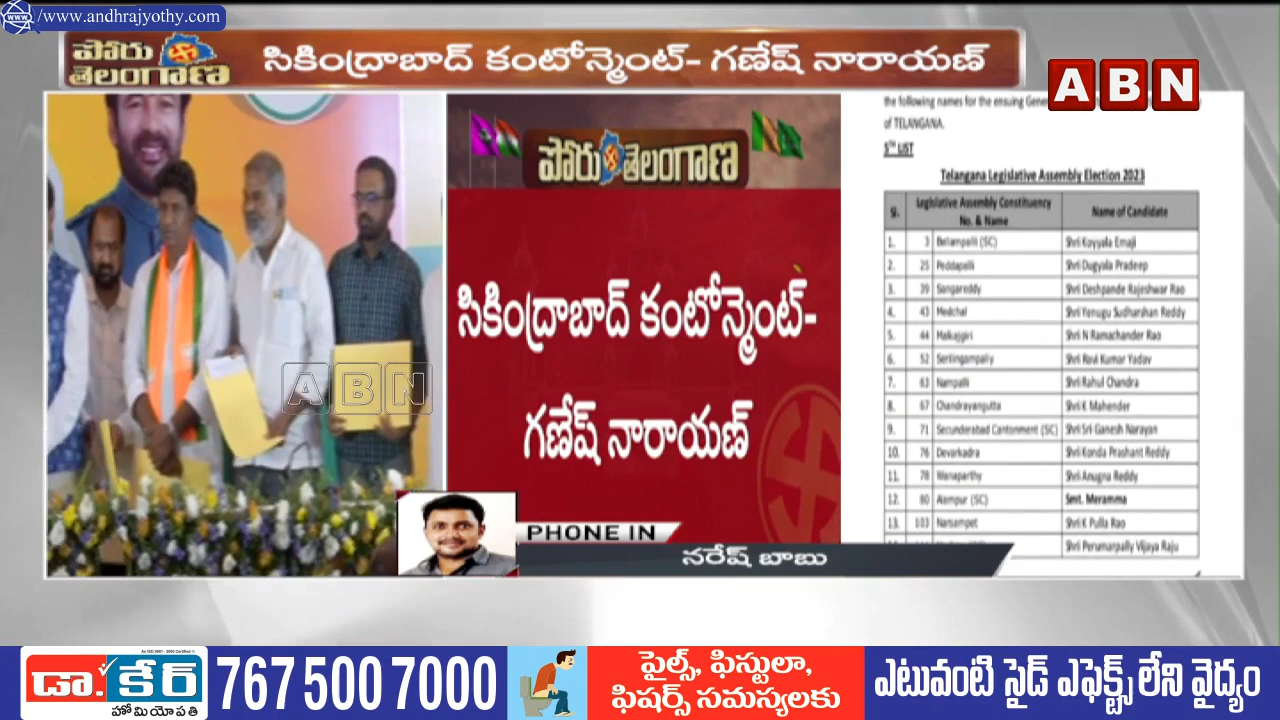 www./www.andhrajyothy.com
పోరు తెలంగాణ
సికింద్రాబాద్ కంటోన్మెంట్- గణేష్ నారాయణ్
ABN
పోరు తెలంగాణ
సికింద్రాబాద్ కంటోన్మెంట్-
గణేష్ నారాయణ్
ABN
the following names for the ensuing
of TELANGANA.
5TH LIST
Telangana Legislative Assembly Election 2023
Sl. Legislative Assembly Constituency No. & Name Name of Candidate
1. 3 Bellampalli (SC) Shri Koyyala Emaji
2. 25 Peddapalli Shri Dugyala Pradeep
3. 39 Sangareddy Shri Deshpande Rajeshwar Rao
4. 43 Medchal Shri Yenugu Sudharshan Reddy
5. 44 Malkajgiri Shri N Ramachander Rao
6. 52 Serilingampally Shri Ravi Kumar Yadav
7. 63 Nampalli Shri Rahul Chandra
8. 67 Chandrayangutta Shri K Mahender
9. 71 Secunderabad Cantonment (SC) Shri Sri Ganesh Narayan
10. 76 Devarkadra Shri Konda Prashant Reddy
11. 78 Wanaparthy Shri Anugna Reddy
12. 80 Alampur (SC) Smt. Meramma
13. 103 Narsampet Shri K Pulla Rao
Shri Perumarpally Vijaya Raju
PHONE IN
నరేష్ బాబు
డా.కేర్
హోమియోపతి
767 500 7000
పైల్స్, ఫిస్టులా,
ఫిషర్స్ సమస్యలకు
ఎటువంటి సైడ్ ఎఫెక్ట్స్ లేని వైద్యం